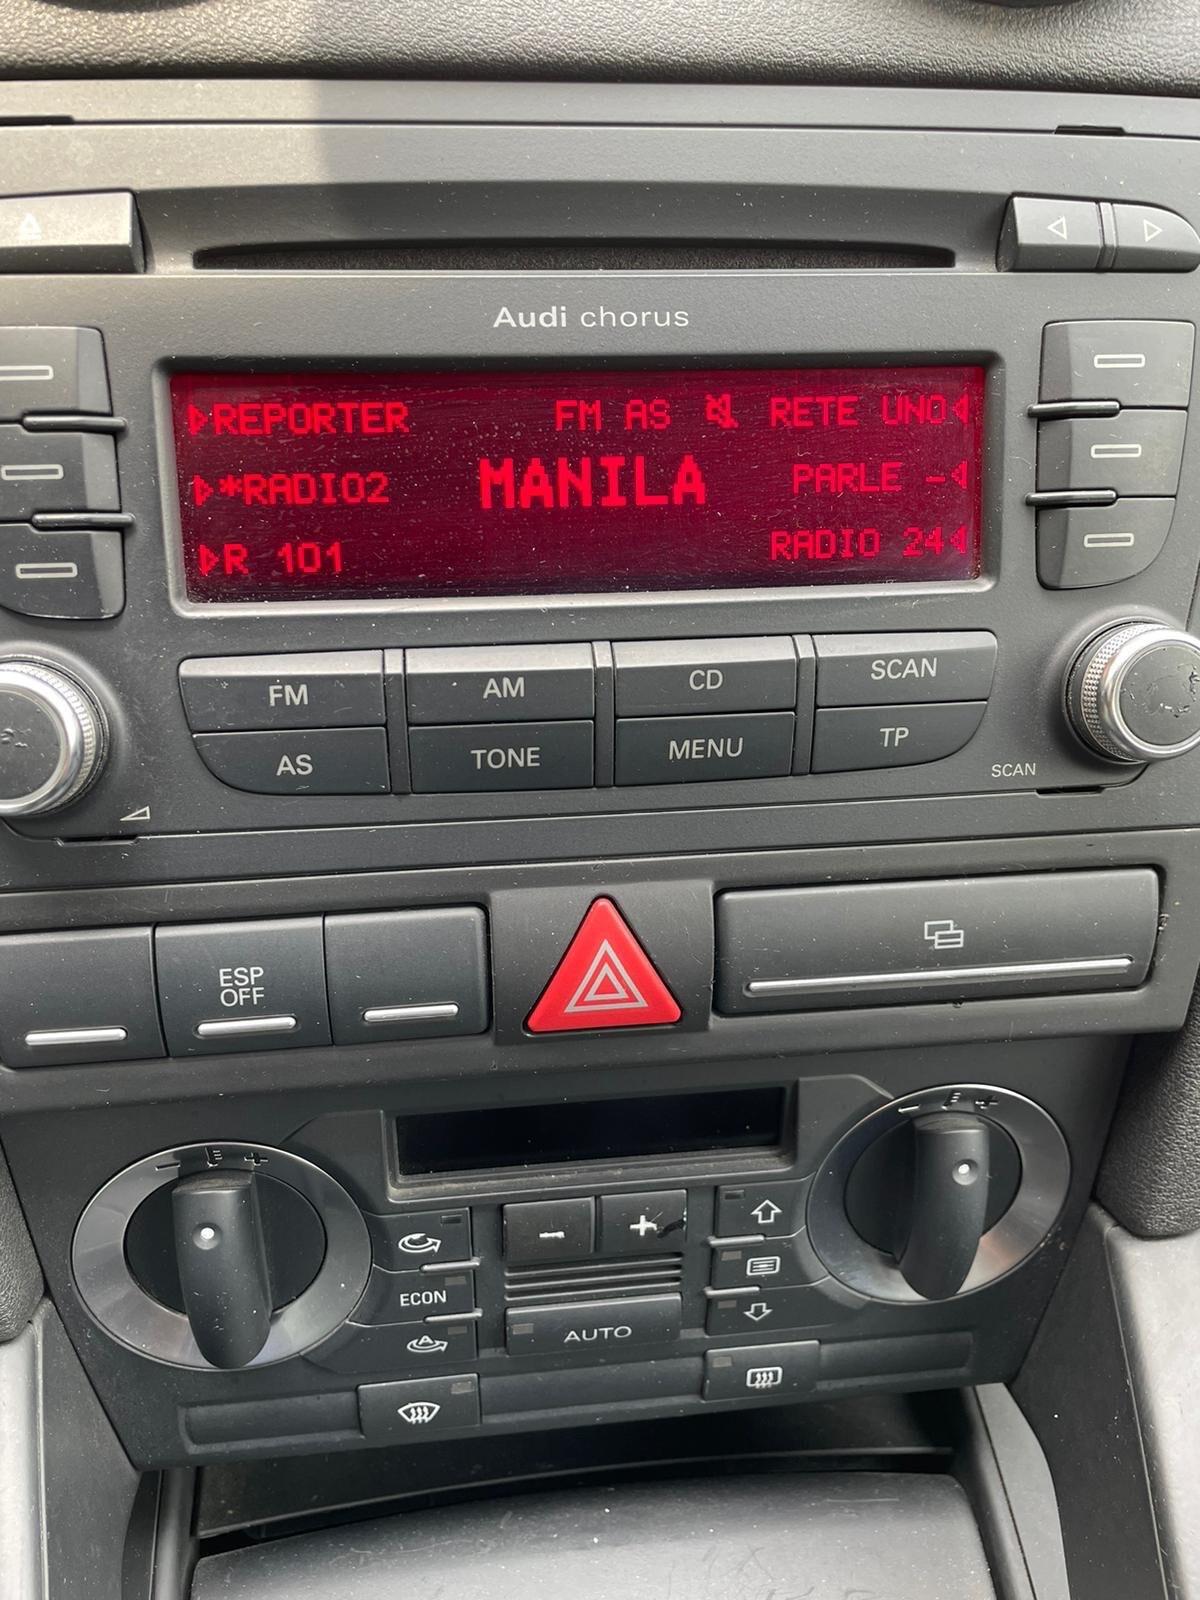 Audi chorus
REPORTER FM AS RETE UNO
*RADIO2 MANILA PARLE -
R 101 RADIO 24
FM AM CD SCAN
AS TONE MENU TP
SCAN
ESP
OFF
ECON
AUTO